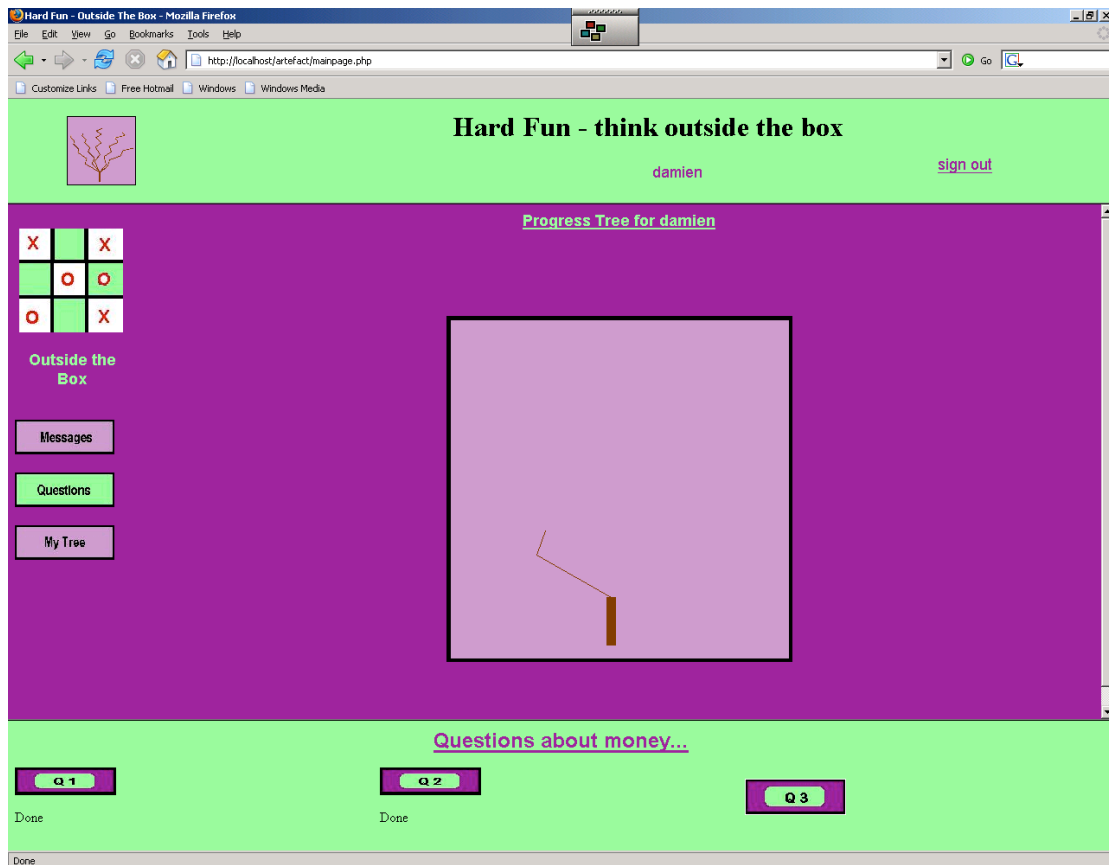 Hard Fun - Outside The Box - Mozilla Firefox
File Edit View Go Bookmarks Tools Help
http://localhost/artefact/mainpage.php Go G
Customize Links Free Hotmail Windows Windows Media
Hard Fun - think outside the box
damien sign out
Progress Tree for damien
X X
O O
O X
Outside the
Box
Messages
Questions
My Tree
Questions about money...
Q 1 Q 2 Q 3
Done Done
Done